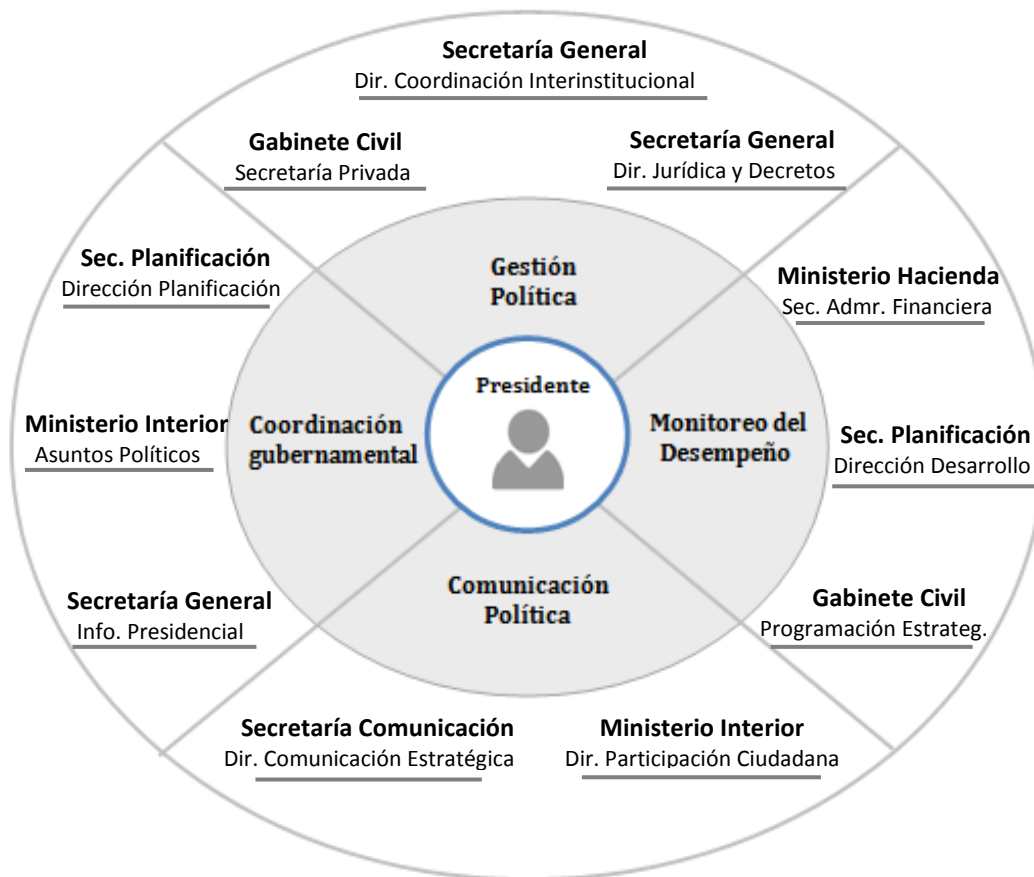 Secretaría General
Dir. Coordinación Interinstitucional
Gabinete Civil
Secretaría Privada
Secretaría General
Dir. Jurídica y Decretos
Sec. Planificación
Dirección Planificación
Gestión
Política
Ministerio Hacienda
Sec. Admr. Financiera
Presidente
Ministerio Interior
Asuntos Políticos
Coordinación
gubernamental
Monitoreo del
Desempeño
Sec. Planificación
Dirección Desarrollo
Secretaría General
Info. Presidencial
Comunicación
Política
Gabinete Civil
Programación Estrateg.
Secretaría Comunicación
Dir. Comunicación Estratégica
Ministerio Interior
Dir. Participación Ciudadana